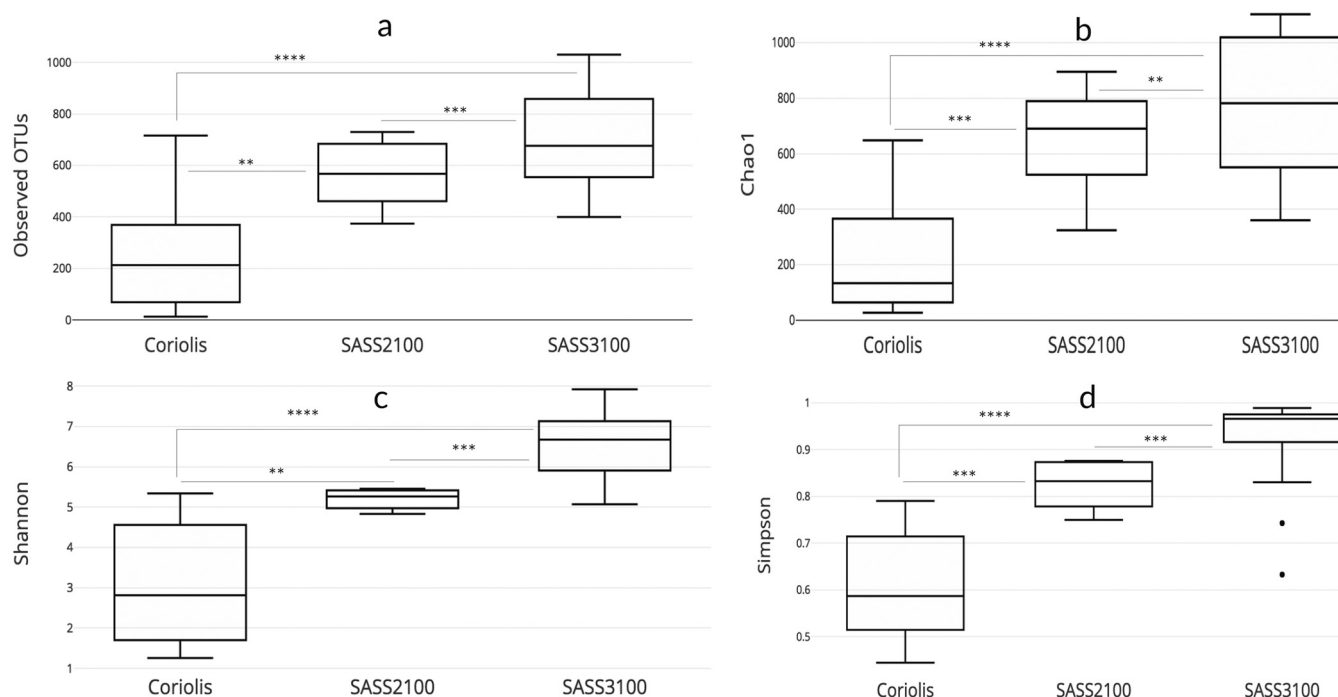 a
Observed OTUs
1000
800
600
400
200
0
****
***
**
Coriolis
SASS2100
SASS3100
b
Chao1
1000
800
600
400
200
0
****
**
***
Coriolis
SASS2100
SASS3100
c
Shannon
8
7
6
5
4
3
2
1
****
***
**
Coriolis
SASS2100
SASS3100
d
Simpson
1
0.9
0.8
0.7
0.6
0.5
****
***
***
Coriolis
SASS2100
SASS3100